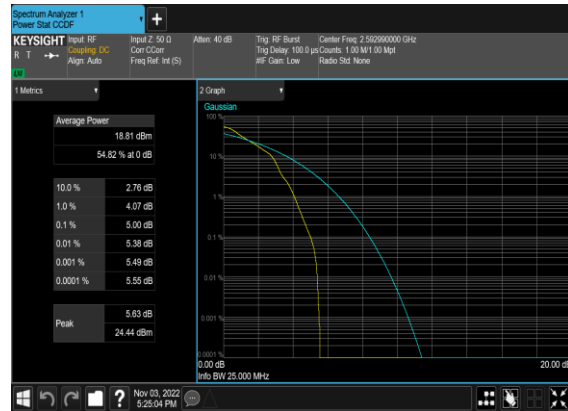 Spectrum Analyzer 1
Power Stat CCDF
KEYSIGHT
R T
LXI
Input: RF
Coupling: DC
Align: Auto
Input Z: 50 Ω
Corr CCorr
Freq Ref: Int (S)
Atten: 40 dB
Trig: RF Burst
Trig Delay: 100.0 µs
#IF Gain: Low
Center Freq: 2.592990000 GHz
Counts: 1.00 M/1.00 Mpt
Radio Std: None
1 Metrics
Average Power
18.81 dBm
54.82 % at 0 dB
10.0 % 2.76 dB
1.0 % 4.07 dB
0.1 % 5.00 dB
0.01 % 5.38 dB
0.001 % 5.49 dB
0.0001 % 5.55 dB
Peak 5.63 dB
24.44 dBm
2 Graph
Gaussian
100 %
10 %
1 %
0.1 %
0.01 %
0.001 %
0.0001 %
0.00 dB 20.00 dB
Info BW 25.000 MHz
Nov 03, 2022
5:25:04 PM